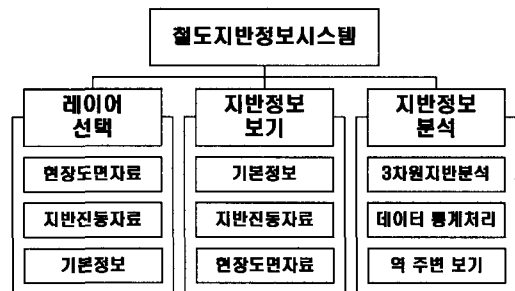 철도지반정보시스템
레이어
선택
현장도면자료
지반진동자료
기본정보
지반정보
보기
기본정보
지반진동자료
현장도면자료
지반정보
분석
3차원지반분석
데이터 통계처리
역 주변 보기